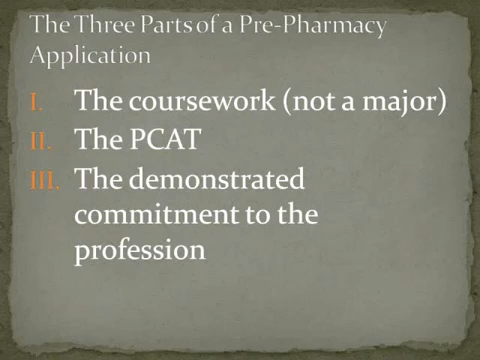 The Three Parts of a Pre-Pharmacy
Application
I. The coursework (not a major)
II. The PCAT
III. The demonstrated
commitment to the
profession